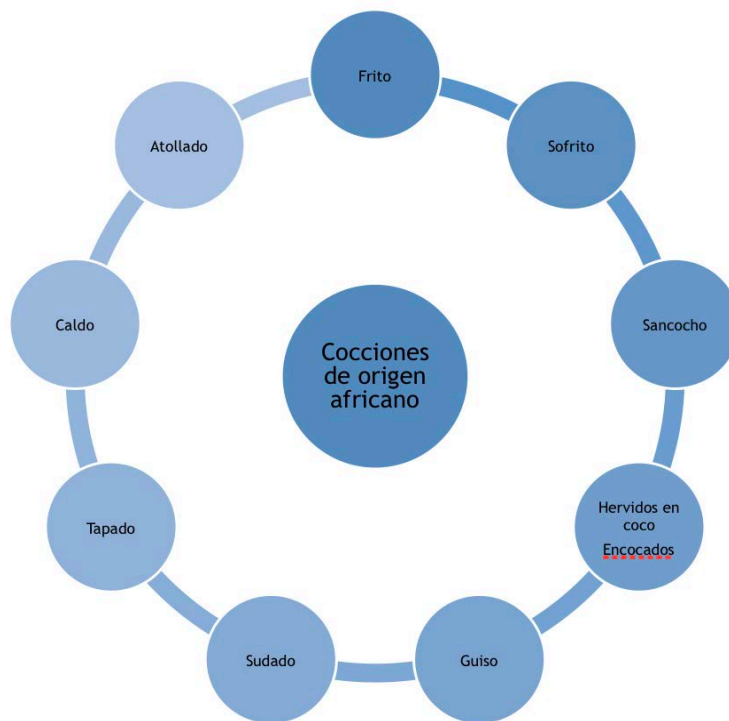 Frito
Sofrito
Sancocho
Hervidos en
coco
Encocados
Guiso
Sudado
Tapado
Caldo
Atollado
Cocciones
de origen
africano